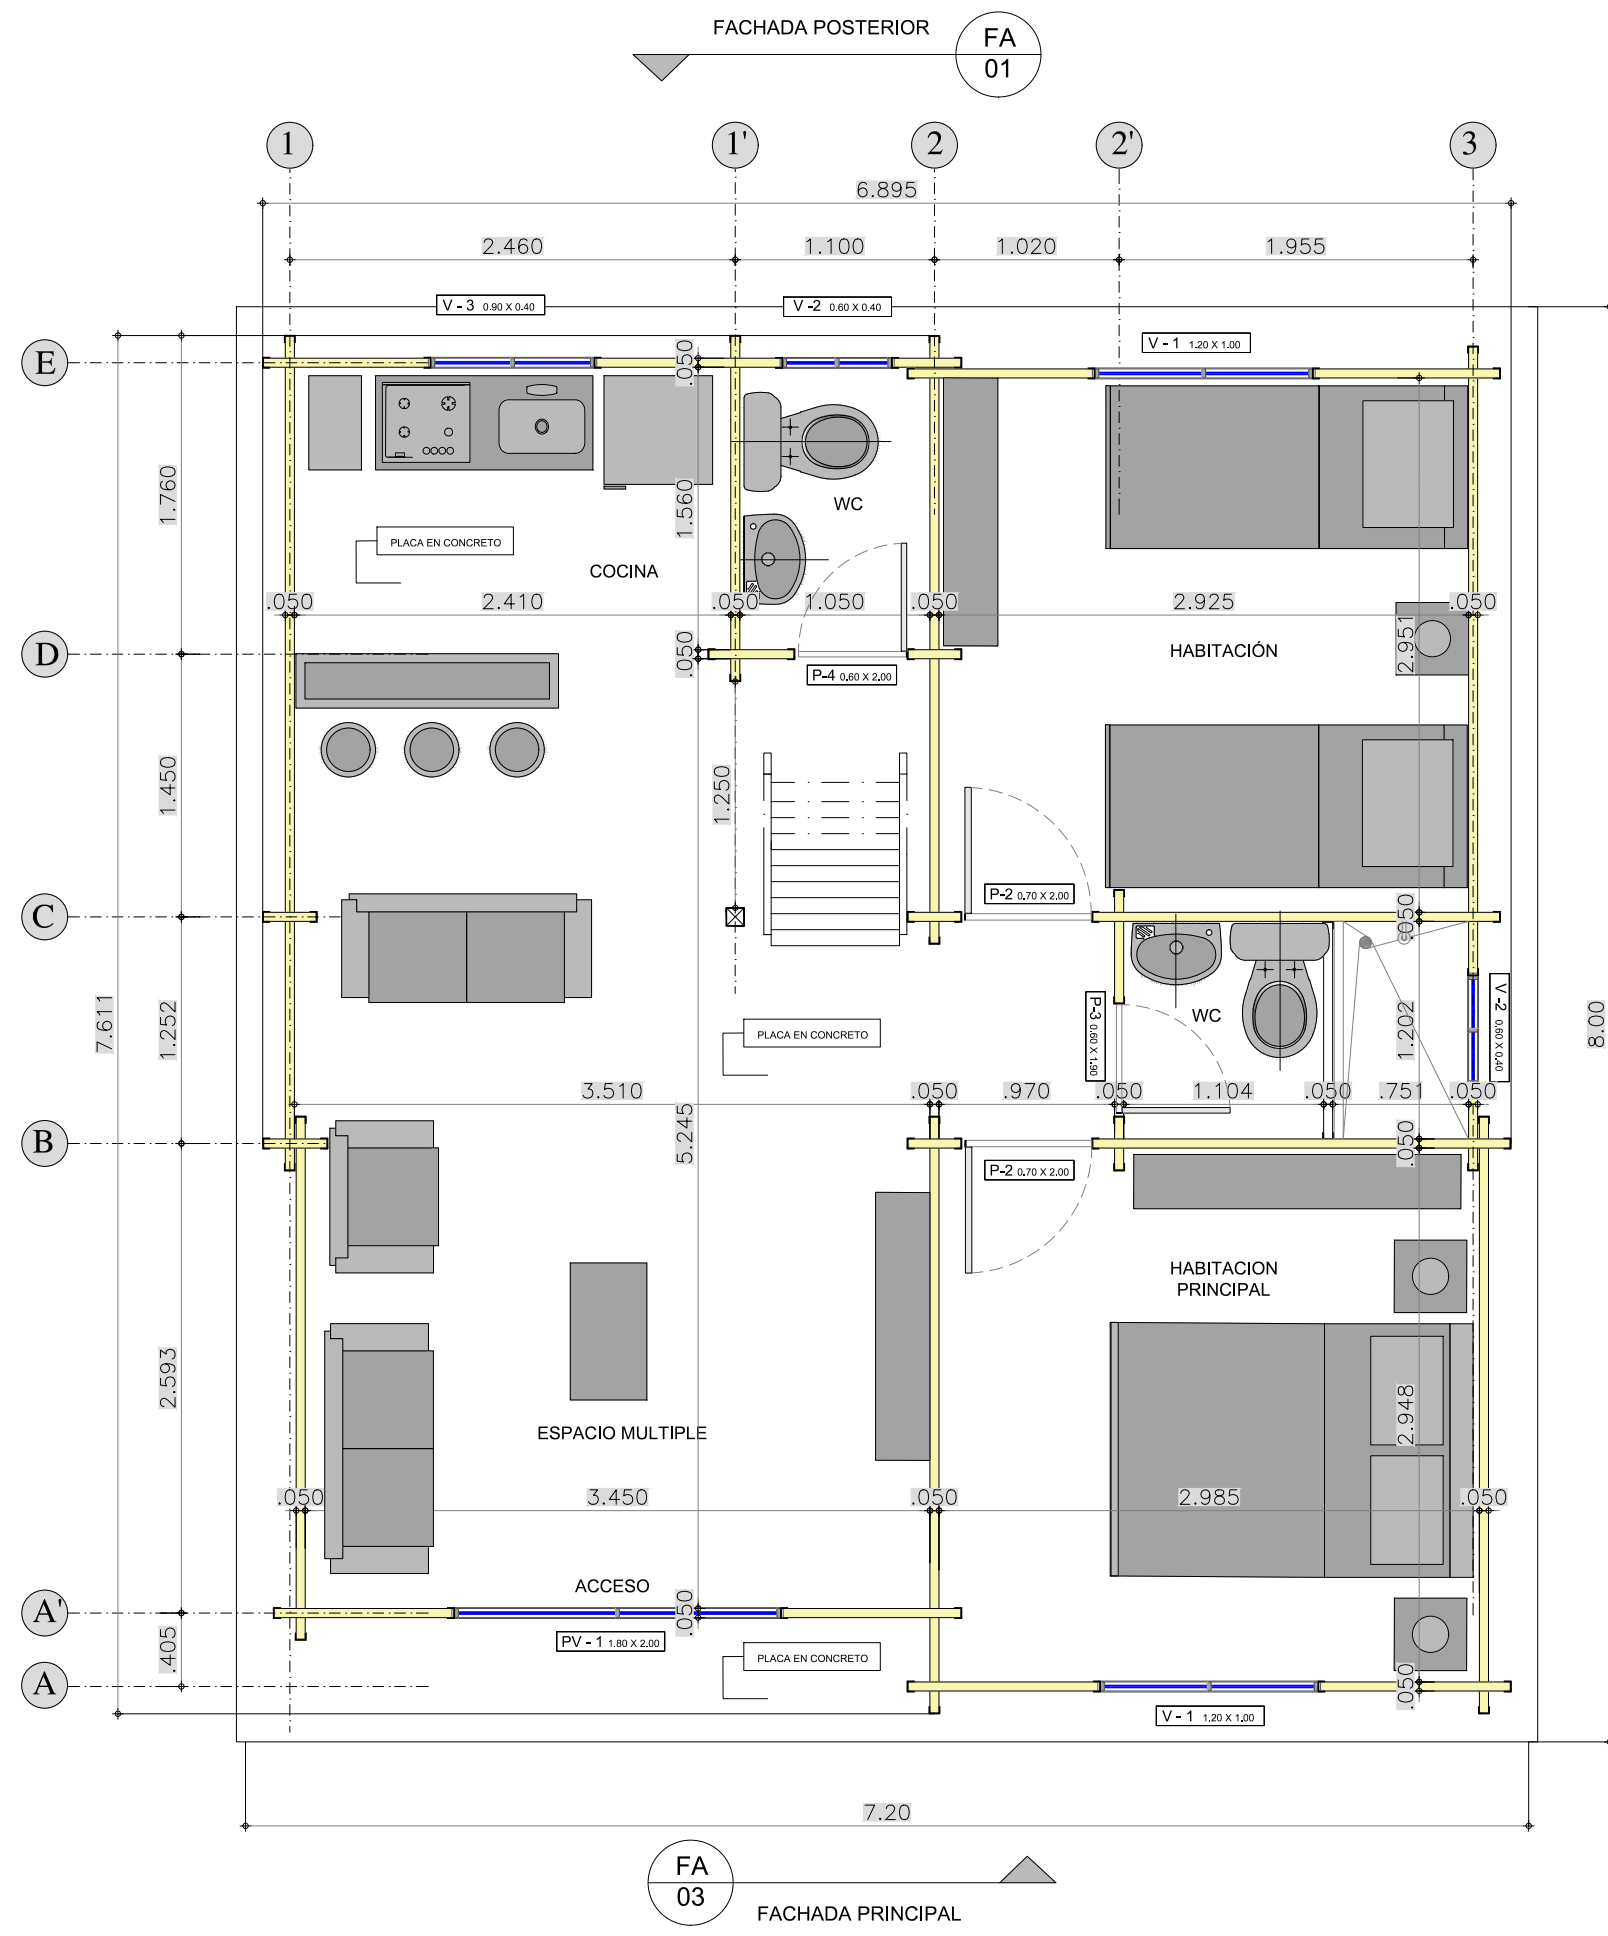 FACHADA POSTERIOR
FA
01
1
1'
2
2'
3
6.895
2.460
1.100
1.020
1.955
V - 3 0.90 X 0.40
V -2 0.60 X 0.40
V - 1 1.20 X 1.00
E
.050
1.760
1.560
WC
PLACA EN CONCRETO
COCINA
.050
2.410
.050
1.050
.050
2.925
.050
D
.050
HABITACIÓN
2.951
P-4 0.60 X 2.00
1.450
1.250
P-2 0.70 X 2.00
C
.050
7.611
1.252
PLACA EN CONCRETO
P-3 0.60 X 1.90
WC
1.202
V -2 0.60 X 0.40
8.00
3.510
.050
.970
.050
1.104
.050
.751
.050
B
5.245
.050
P-2 0.70 X 2.00
HABITACION
PRINCIPAL
2.593
ESPACIO MULTIPLE
2.948
.050
3.450
.050
2.985
.050
ACCESO
A'
.050
PV - 1 1.80 X 2.00
.405
PLACA EN CONCRETO
A
.050
V - 1 1.20 X 1.00
7.20
FA
03
FACHADA PRINCIPAL